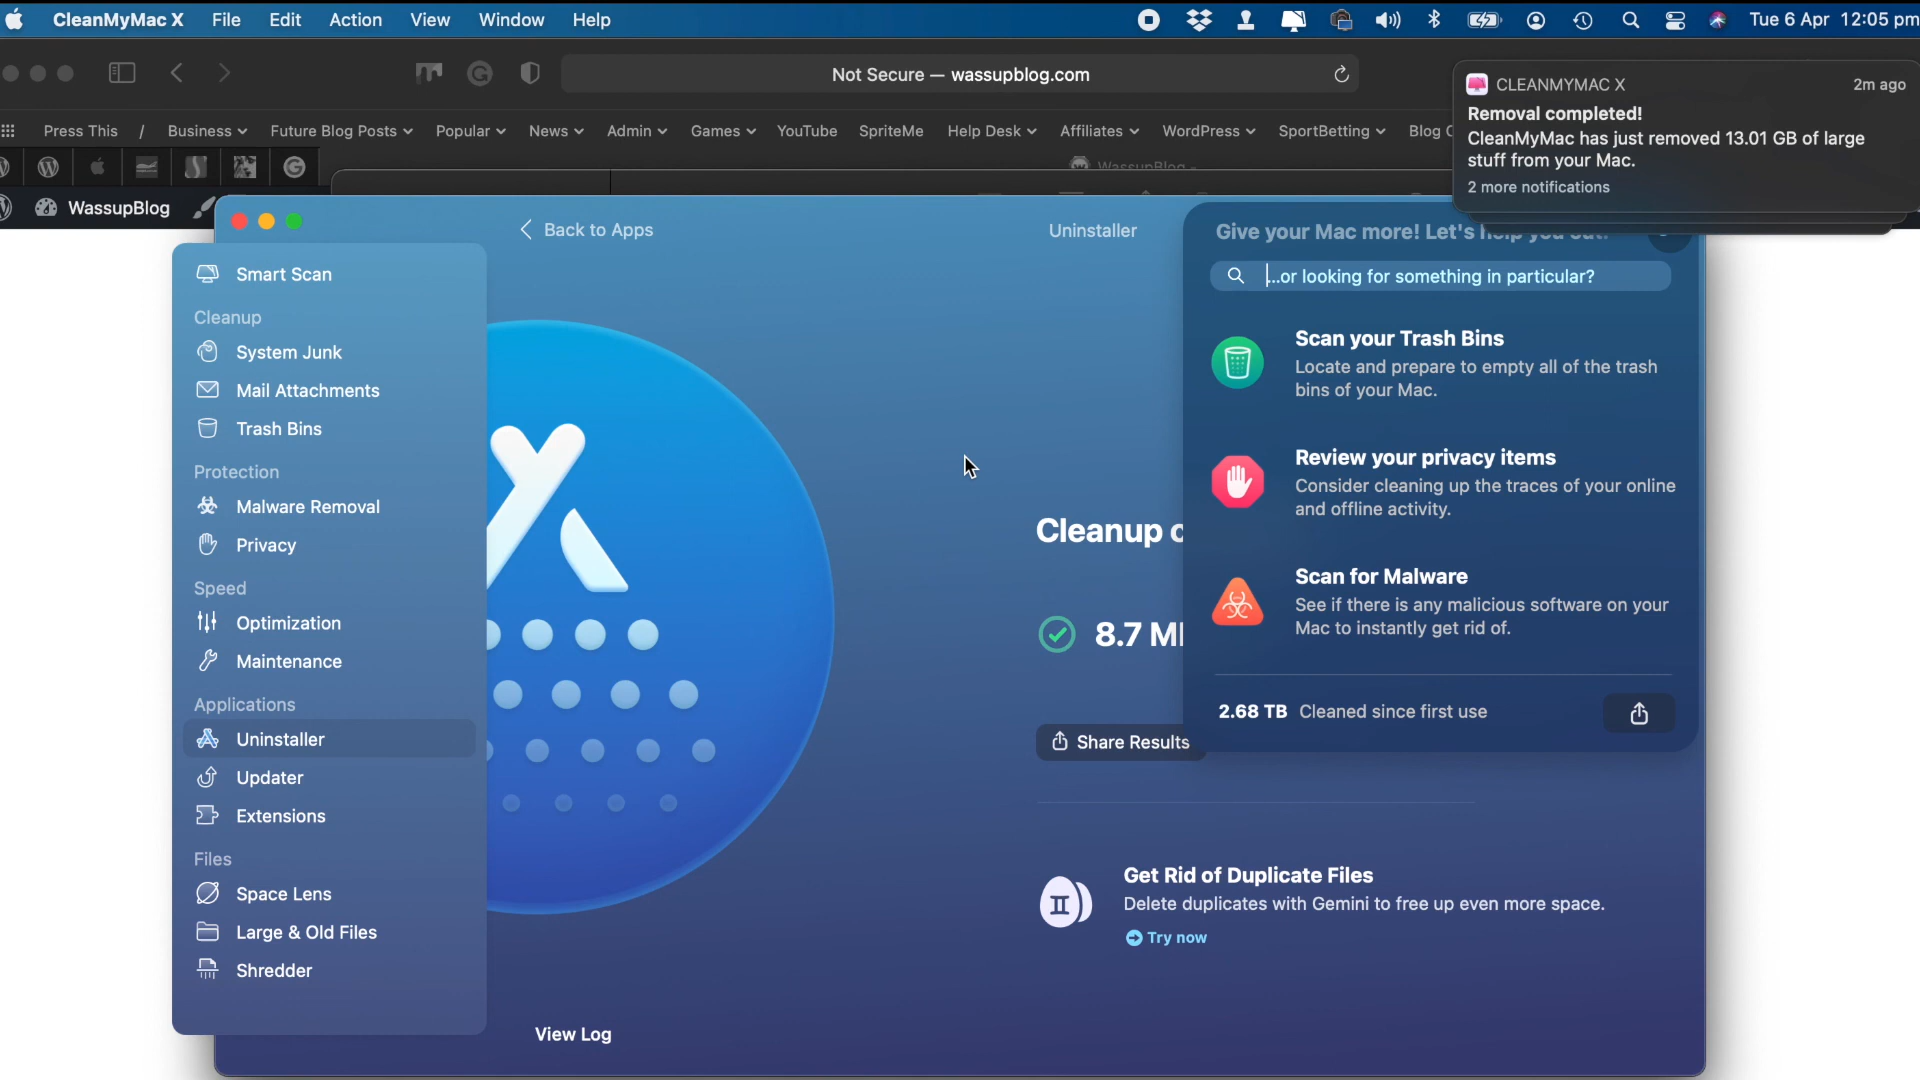 CleanMyMac X File Edit Action View Window Help Tue 6 Apr 12:05 pm
Not Secure — wassupblog.com
Press This / Business Future Blog Posts Popular News Admin Games YouTube SpriteMe Help Desk Affiliates WordPress SportBetting Blog
WassupBlog -
WassupBlog
CLEANMYMAC X 2m ago
Removal completed!
CleanMyMac has just removed 13.01 GB of large
stuff from your Mac.
2 more notifications
Back to Apps
Uninstaller
Smart Scan
Cleanup
System Junk
Mail Attachments
Trash Bins
Protection
Malware Removal
Privacy
Speed
Optimization
Maintenance
Applications
Uninstaller
Updater
Extensions
Files
Space Lens
Large & Old Files
Shredder
Cleanup
8.7
Share Results
Get Rid of Duplicate Files
Delete duplicates with Gemini to free up even more space.
Try now
View Log
Give your Mac more! Let's
...or looking for something in particular?
Scan your Trash Bins
Locate and prepare to empty all of the trash
bins of your Mac.
Review your privacy items
Consider cleaning up the traces of your online
and offline activity.
Scan for Malware
See if there is any malicious software on your
Mac to instantly get rid of.
2.68 TB Cleaned since first use